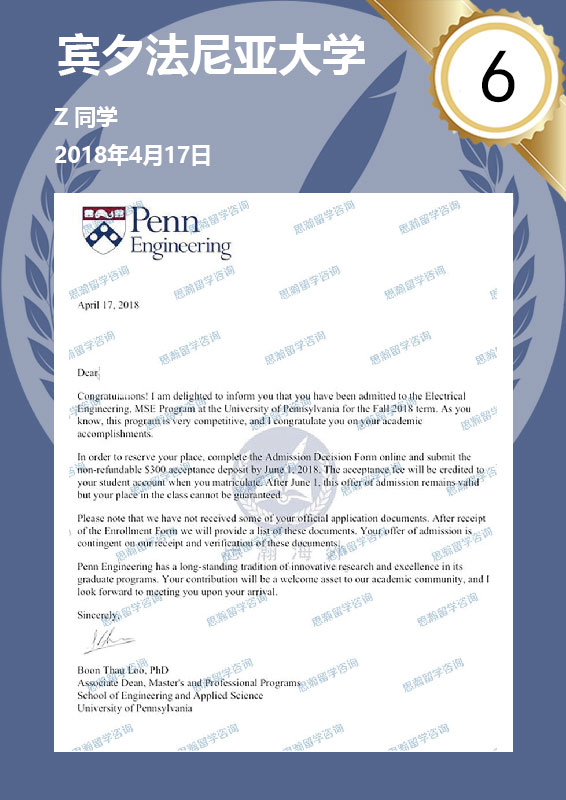 宾夕法尼亚大学
6
Z 同学
2018年4月17日
Penn
Engineering
April 17, 2018
Dear
Congratulations! I am delighted to inform you that you have been admitted to the Electrical
Engineering, MSE Program at the University of Pennsylvania for the Fall 2018 term. As you
know, this program is very competitive, and I congratulate you on your academic
accomplishments.
In order to reserve your place, complete the Admission Decision Form online and submit the
non-refundable $300 acceptance deposit by June 1, 2018. The acceptance fee will be credited to
your student account when you matriculate. After June 1, this offer of admission remains valid
but your place in the class cannot be guaranteed.
Please note that we have not received some of your official application documents. After receipt
of the Enrollment Form we will provide a list of these documents. Your offer of admission is
contingent on our receipt and verification of these documents.
Penn Engineering has a long-standing tradition of innovative research and excellence in its
graduate programs. Your contribution will be a welcome asset to our academic community, and I
look forward to meeting you upon your arrival.
Sincerely,
Boon Thau Loo, PhD
Associate Dean, Master's and Professional Programs
School of Engineering and Applied Science
University of Pennsylvania
思瀚留学咨询